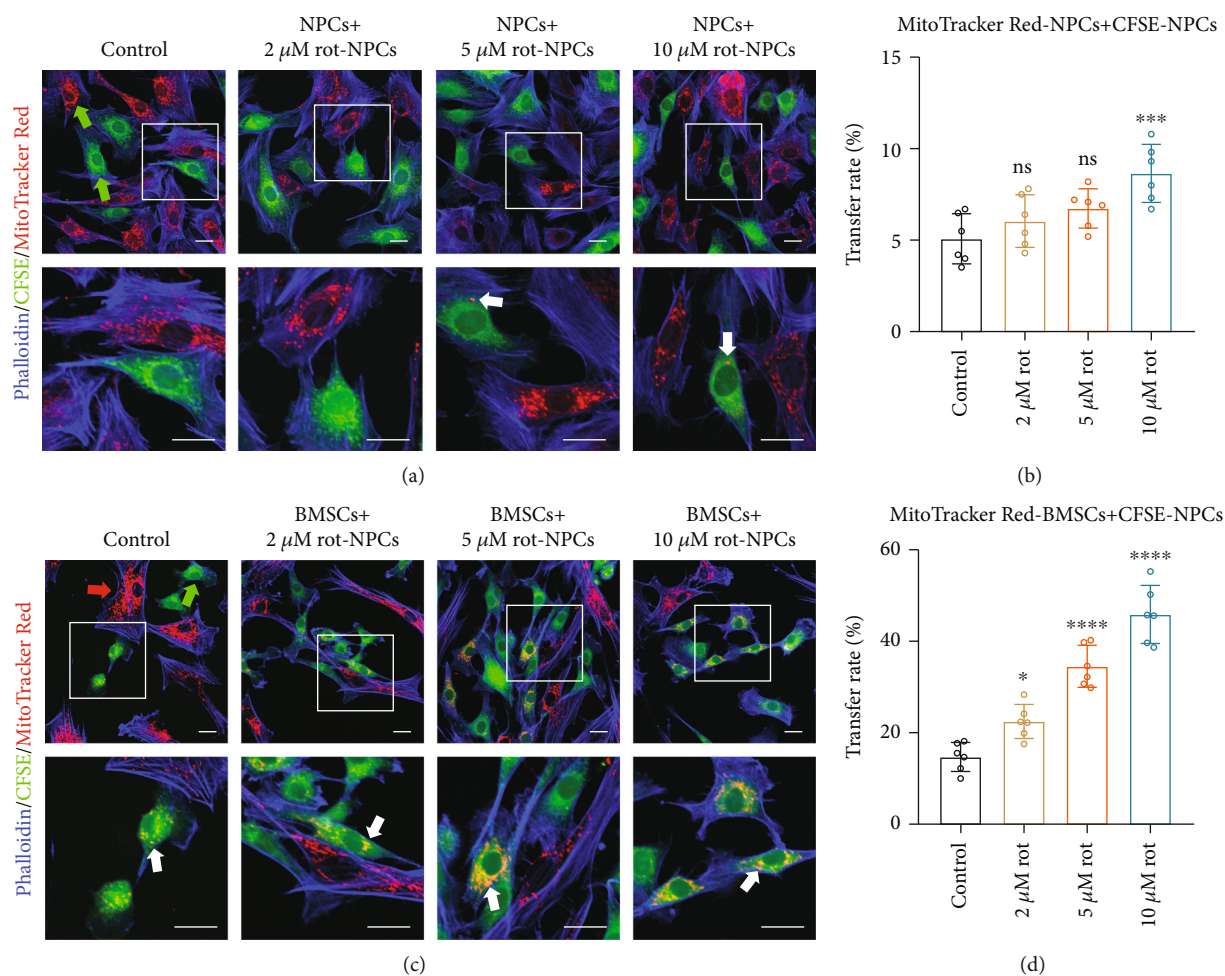 Control
NPCs+
2 μM rot-NPCs
NPCs+
5 μM rot-NPCs
NPCs+
10 μM rot-NPCs
Phalloidin/CFSE/MitoTracker Red
(a)
MitoTracker Red-NPCs+CFSE-NPCs
Transfer rate (%)
15
10
5
0
ns
ns
***
Control
2 μM rot
5 μM rot
10 μM rot
(b)
Control
BMSCs+
2 μM rot-NPCs
BMSCs+
5 μM rot-NPCs
BMSCs+
10 μM rot-NPCs
Phalloidin/CFSE/MitoTracker Red
(c)
MitoTracker Red-BMSCs+CFSE-NPCs
Transfer rate (%)
60
40
20
0
*
****
****
Control
2 μM rot
5 μM rot
10 μM rot
(d)